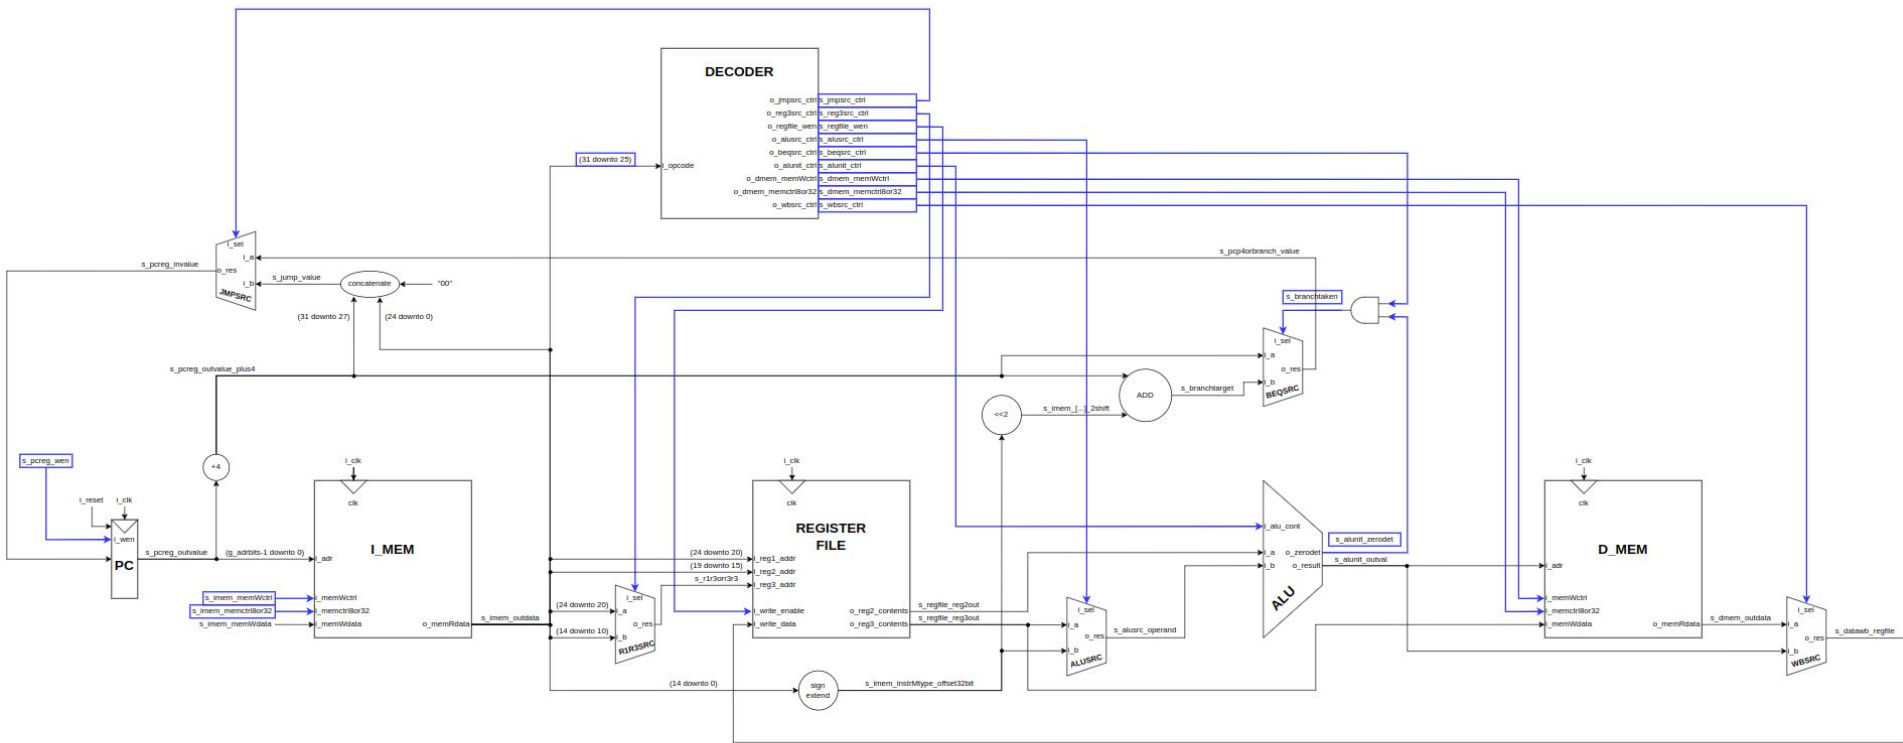 DECODER
o_jmpsrc_ctrl s_jmpsrc_ctrl
o_reg3src_ctrl s_reg3src_ctrl
o_regfile_wen s_regfile_wen
o_alusrc_ctrl s_alusrc_ctrl
o_beqsrc_ctrl s_beqsrc_ctrl
(31 downto 25) i_opcode o_alunit_ctrl s_alunit_ctrl
o_dmem_memWctrl s_dmem_memWctrl
o_dmem_memctrl8or32 s_dmem_memctrl8or32
o_wbsrc_ctrl s_wbsrc_ctrl
i_sel
i_a
s_pcreg_invalue o_res
i_b
JMPSRC
s_jump_value
concatenate
"00"
(31 downto 27)
(24 downto 0)
s_pcp4orbranch_value
s_branchtaken
i_sel
i_a
o_res
i_b
BEQSRC
s_pcreg_outvalue_plus4
ADD
s_branchtarget
<<2
s_imem_[...]_2shift
s_pcreg_wen
+4
i_reset
i_clk
i_wen
PC
s_pcreg_outvalue
(g_adrbits-1 downto 0)
i_clk
clk
I_MEM
i_adr
s_imem_memWctrl i_memWctrl
s_imem_memctrl8or32 i_memctrl8or32
s_imem_memWdata i_memWdata
o_memRdata
s_imem_outdata
i_clk
clk
REGISTER
FILE
(24 downto 20) i_reg1_addr
(19 downto 15) i_reg2_addr
s_r1r3orr3r3 i_reg3_addr
i_write_enable
i_write_data
o_reg2_contents s_regfile_reg2out
o_reg3_contents s_regfile_reg3out
i_sel
(24 downto 20) i_a
o_res
(14 downto 10) i_b
R1R3SRC
(14 downto 0)
sign
extend
s_imem_instrMtype_offset32bit
i_sel
i_a
o_res
i_b
ALUSRC
s_alusrc_operand
i_alu_cont
i_a
i_b
o_zerodet
o_result
ALU
s_alunit_zerodet
s_alunit_outval
i_clk
clk
D_MEM
i_adr
i_memWctrl
i_memctrl8or32
i_memWdata
o_memRdata
s_dmem_outdata
i_sel
i_a
o_res
i_b
WBSRC
s_datawb_regfile